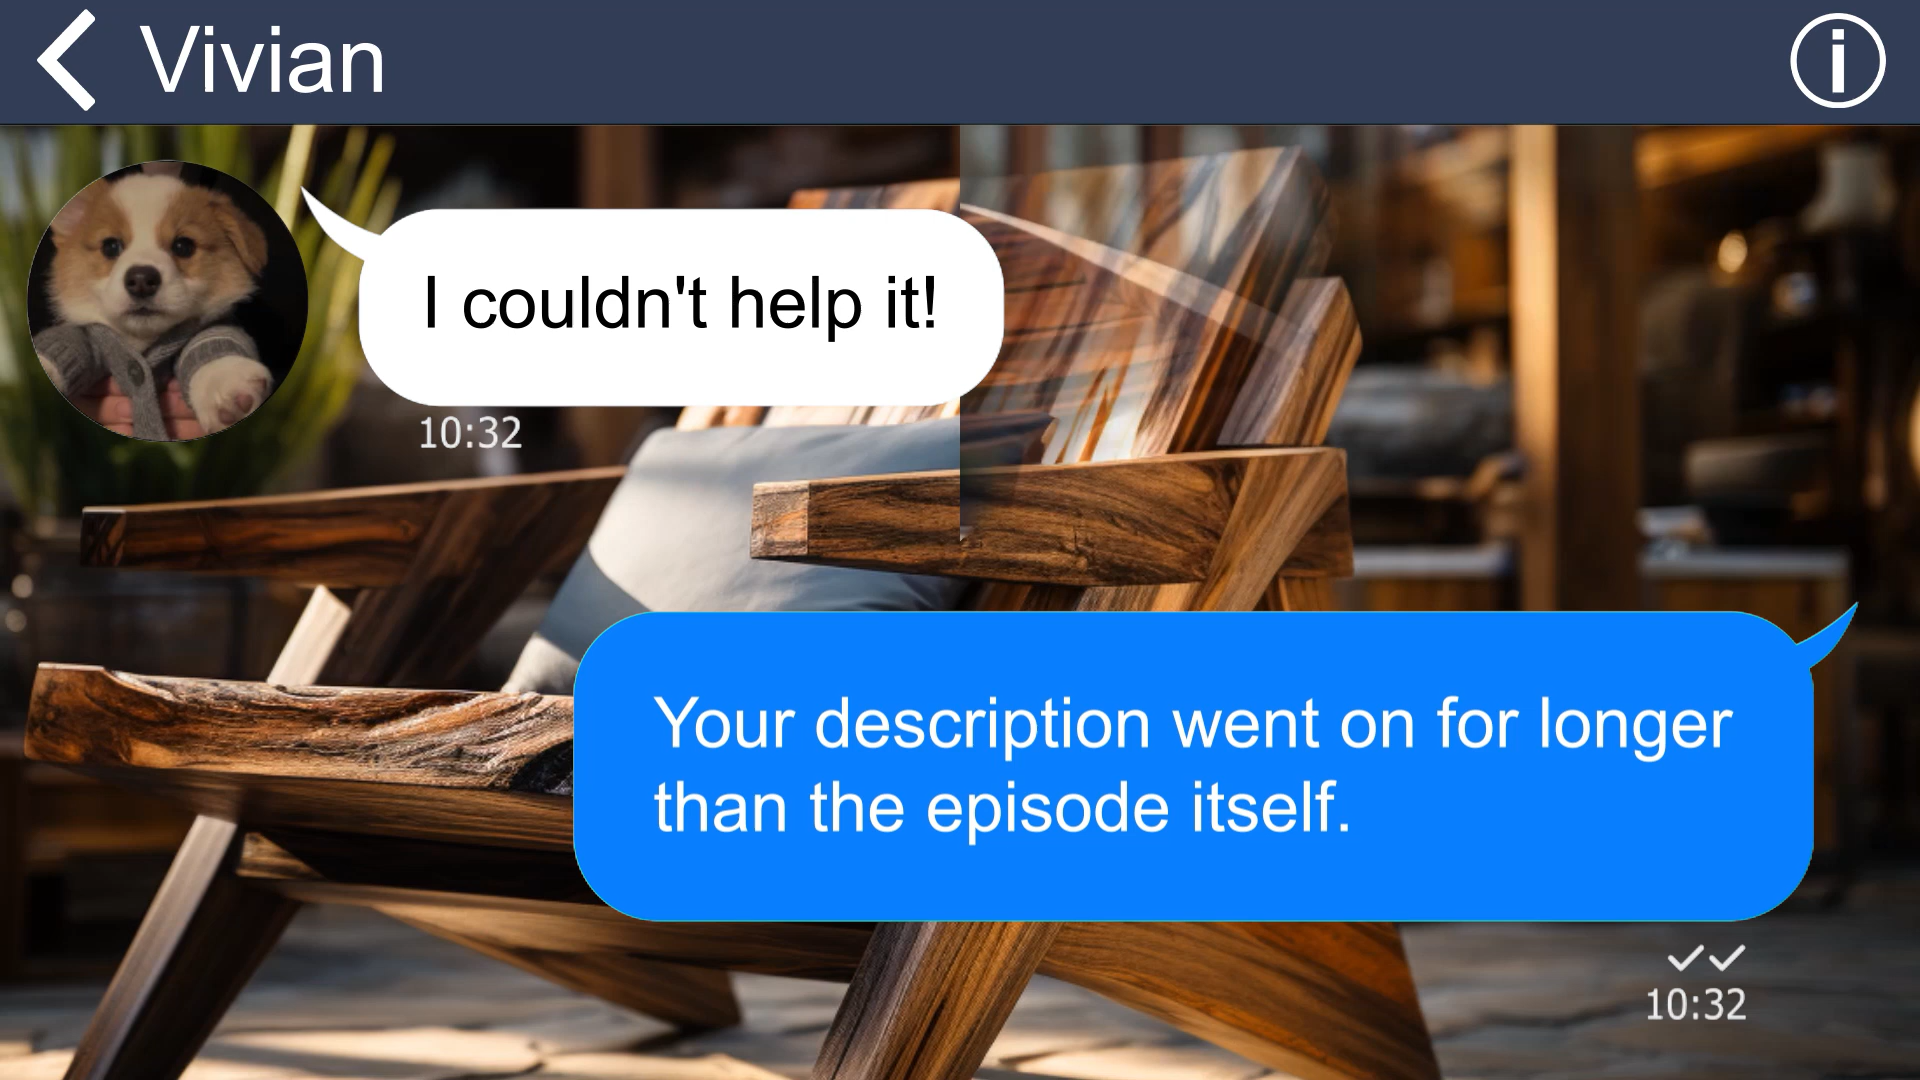 Vivian
I couldn't help it!
10:32
Your description went on for longer
than the episode itself.
10:32